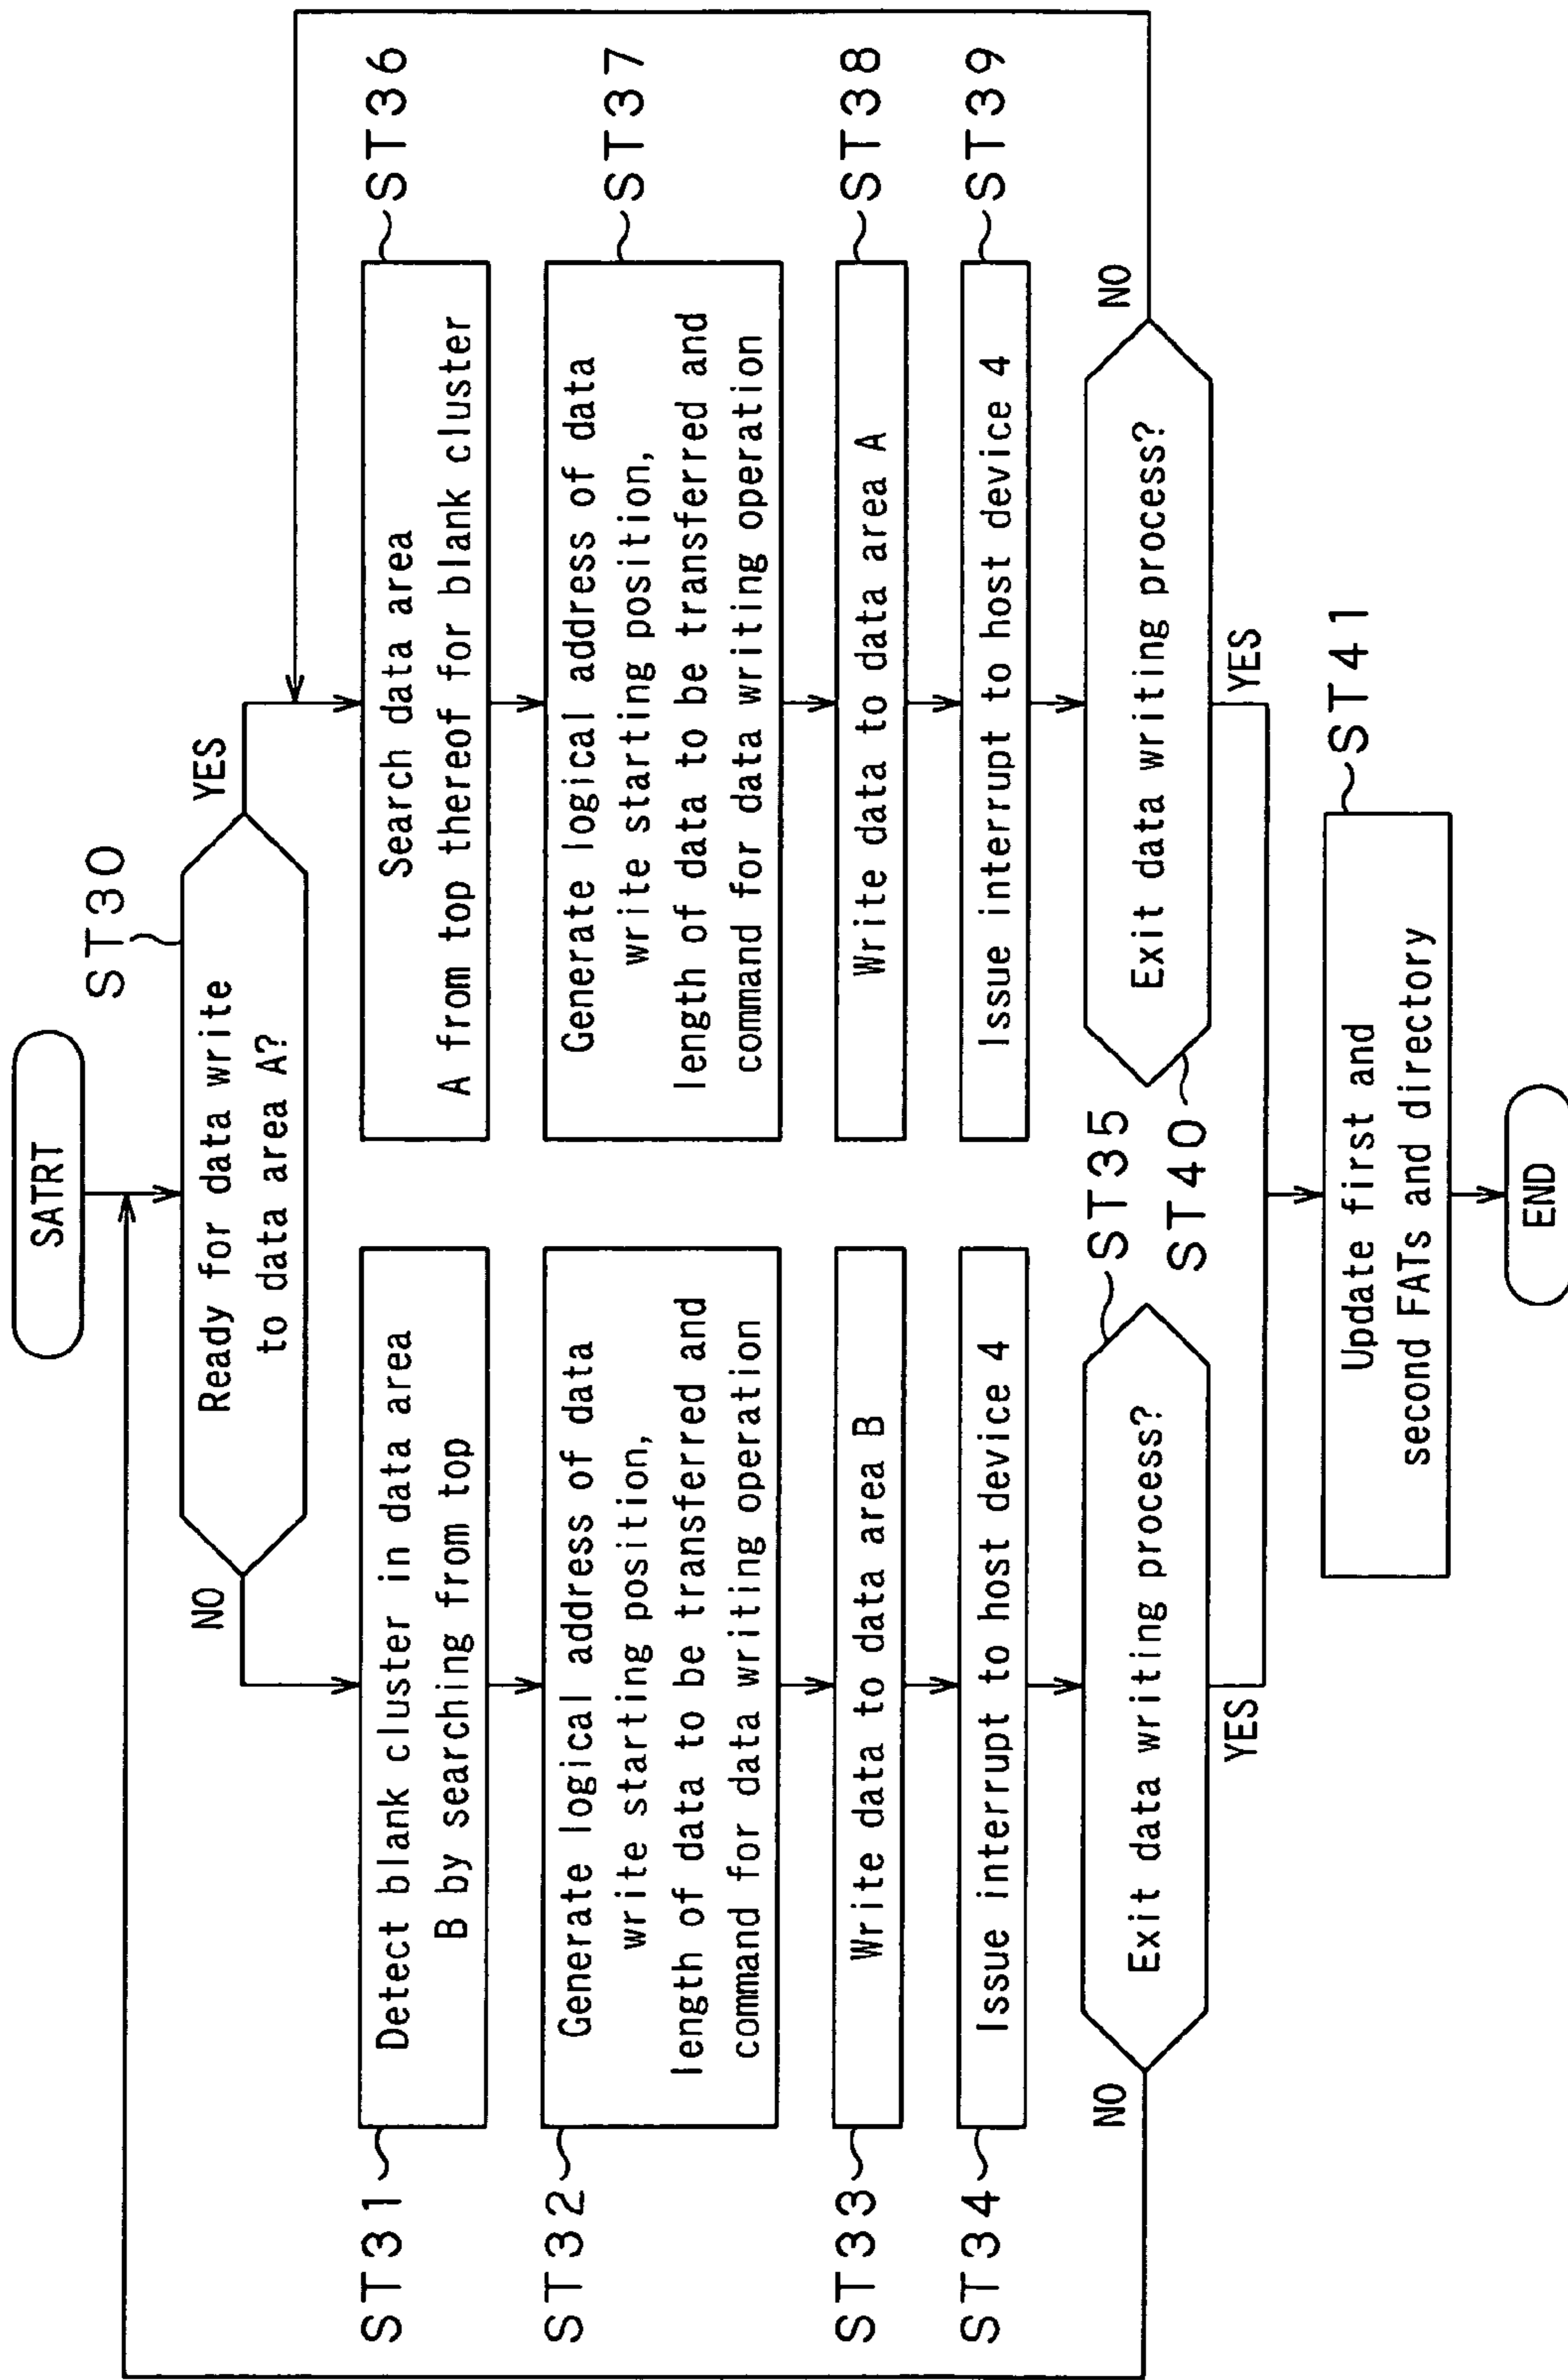 SATRT
ST30
Ready for data write
to data area A?
NO
YES
ST31
Detect blank cluster in data area
B by searching from top
ST32
Generate logical address of data
write starting position,
length of data to be transferred and
command for data writing operation
ST33
Write data to data area B
ST34
Issue interrupt to host device 4
ST35
Exit data writing process?
NO
YES
ST36
Search data area
A from top thereof for blank cluster
ST37
Generate logical address of data
write starting position,
length of data to be transferred and
command for data writing operation
ST38
Write data to data area A
ST39
Issue interrupt to host device 4
ST40
Exit data writing process?
NO
YES
ST41
Update first and
second FATs and directory
END